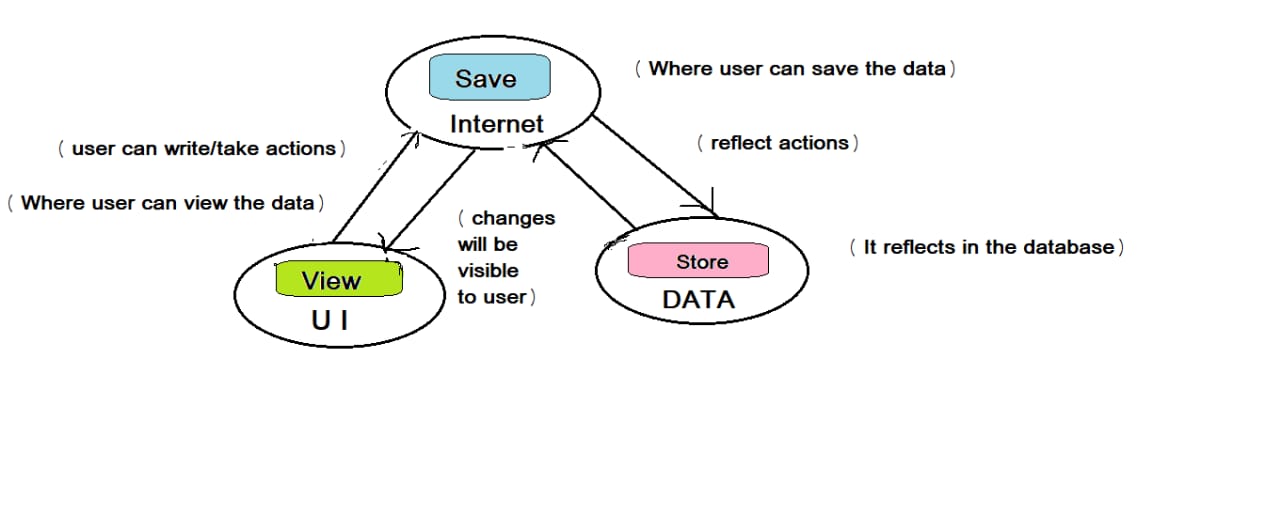 Save
Internet
( Where user can save the data )
( user can write/take actions )
( reflect actions )
( Where user can view the data )
( changes
will be
visible
to user )
( It reflects in the database )
View
U I
Store
DATA